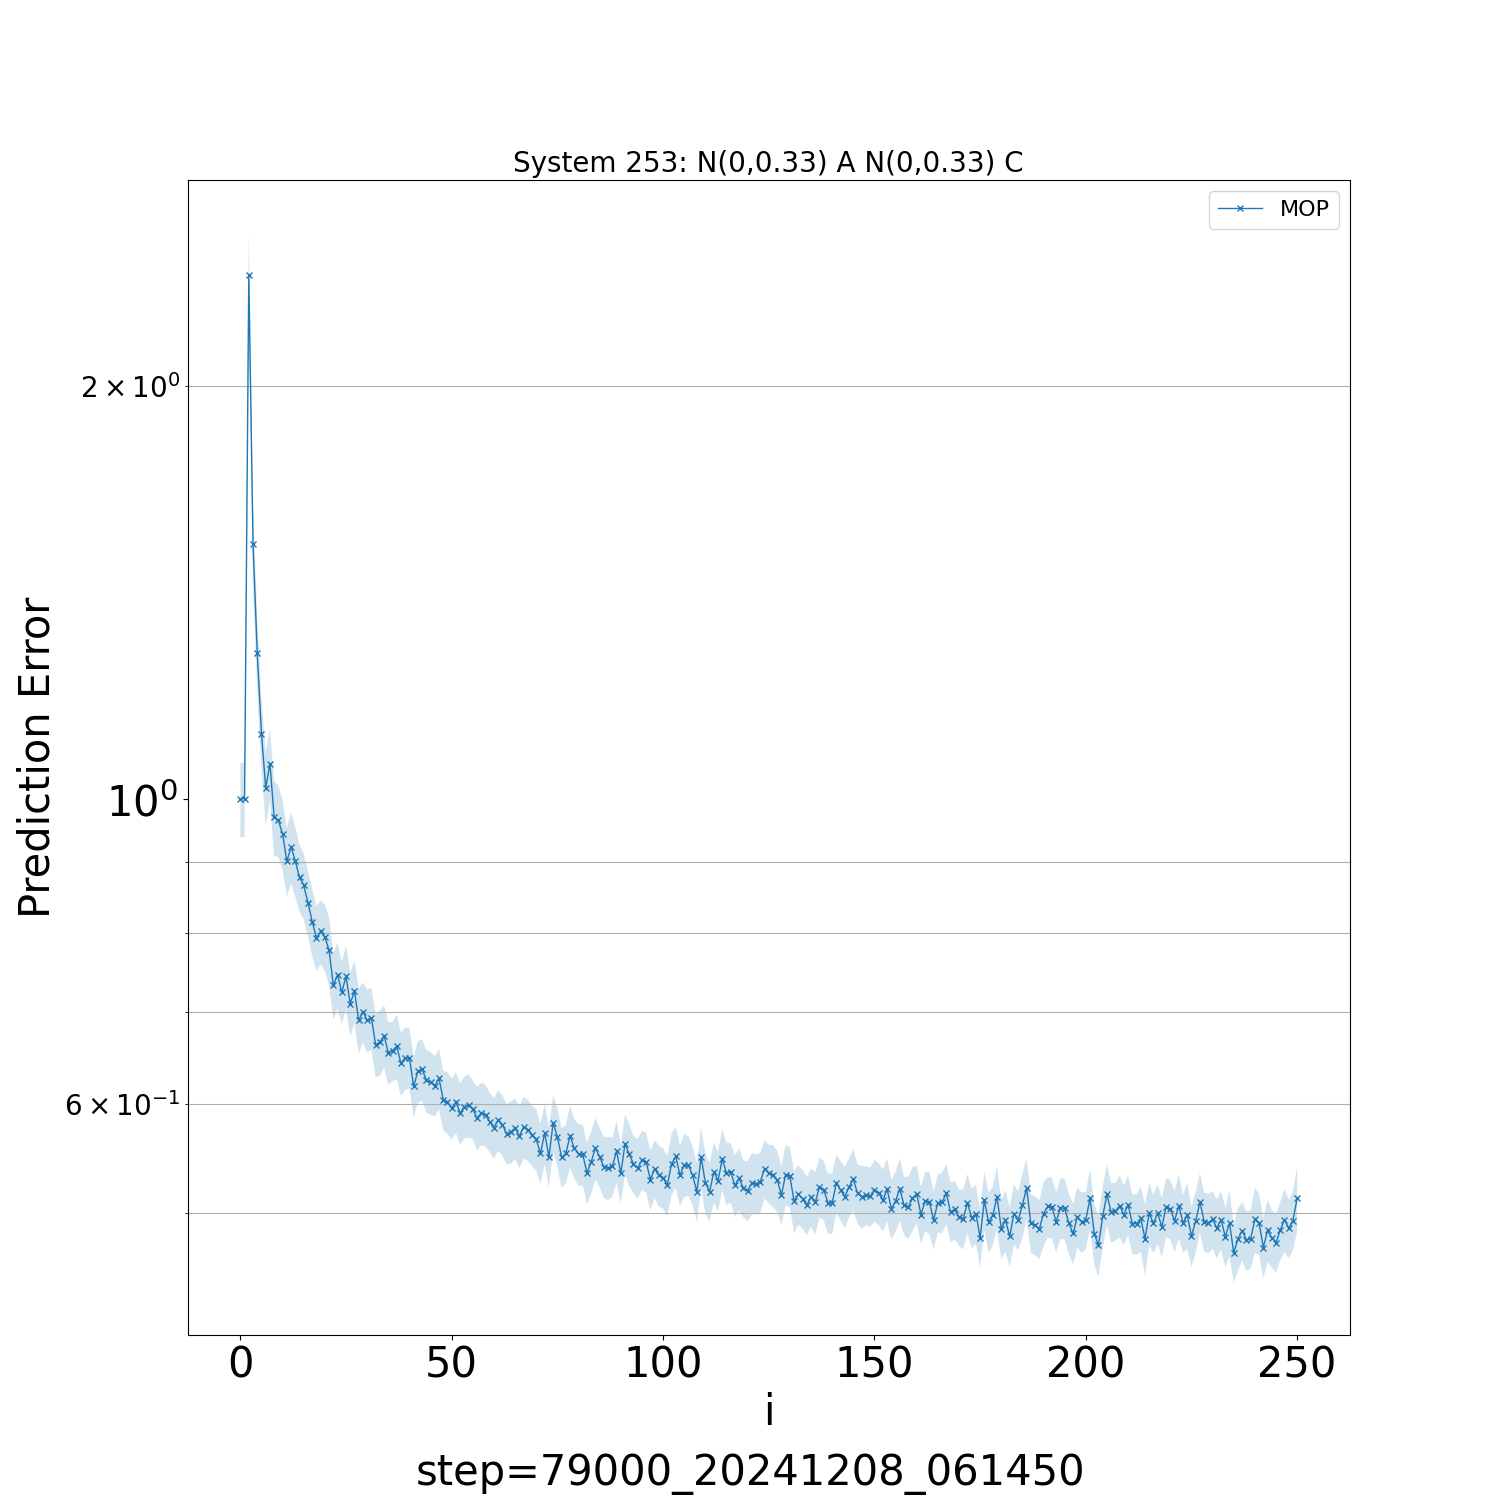 System 253: N(0,0.33) A N(0,0.33) C
MOP
Prediction Error
2 × 10⁰
10⁰
6 × 10⁻¹
0 50 100 150 200 250
i
step=79000_20241208_061450